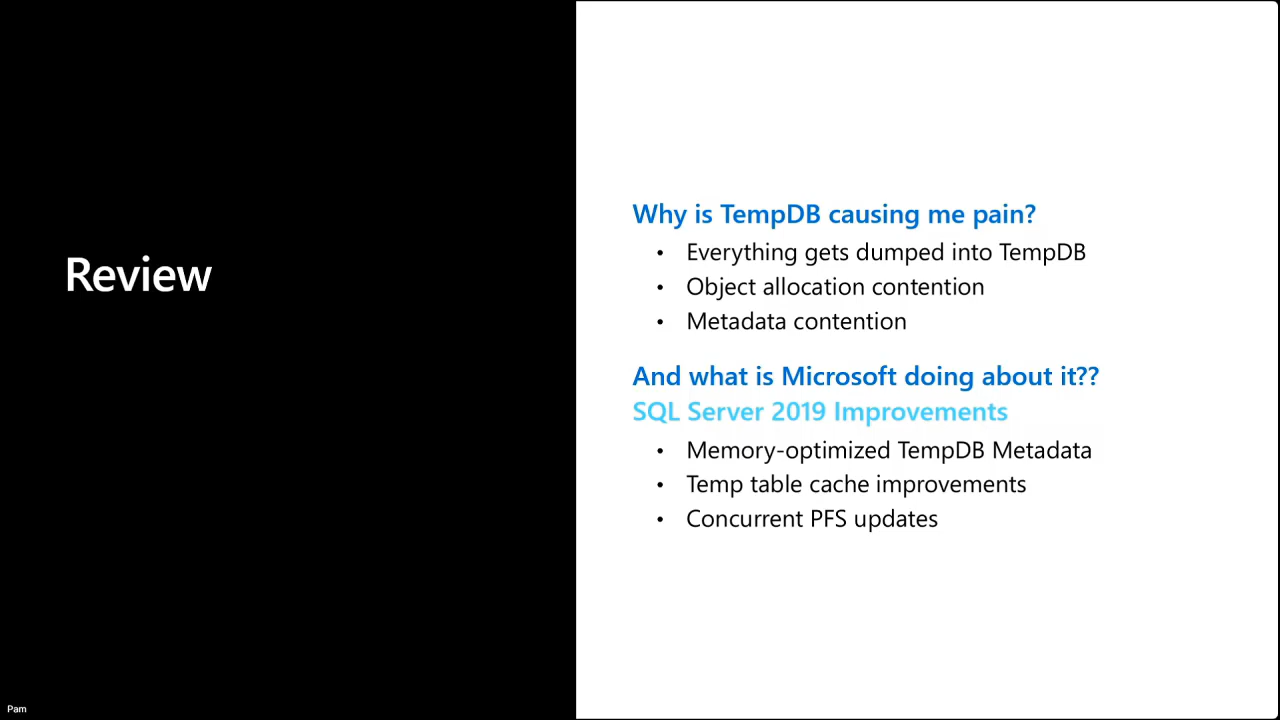 Review
Why is TempDB causing me pain?
• Everything gets dumped into TempDB
• Object allocation contention
• Metadata contention
And what is Microsoft doing about it??
SQL Server 2019 Improvements
• Memory-optimized TempDB Metadata
• Temp table cache improvements
• Concurrent PFS updates
Pam